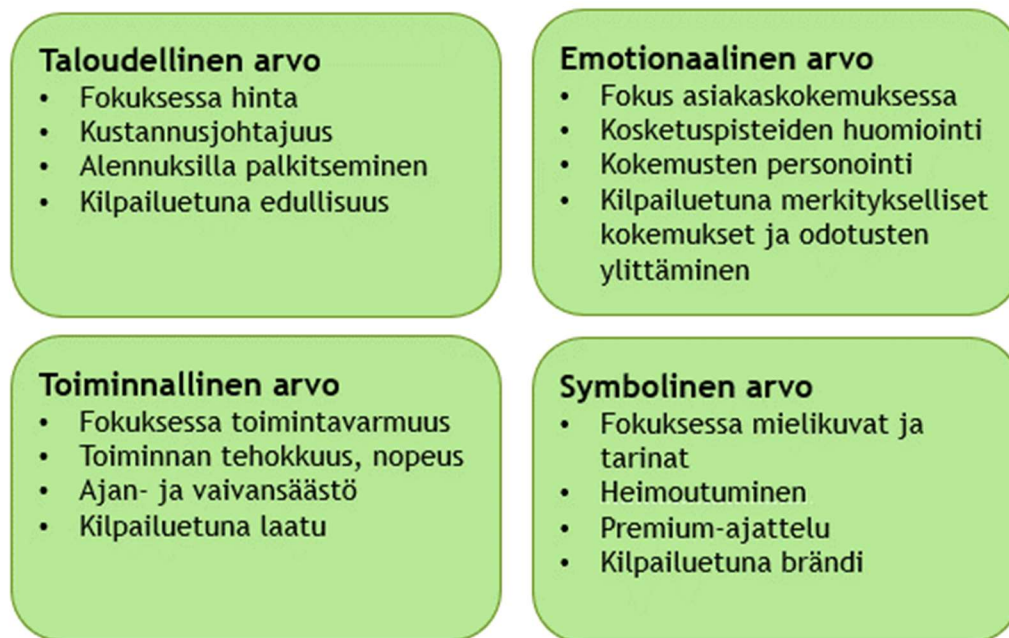 Taloudellinen arvo
• Fokuksessa hinta
• Kustannusjohtajuus
• Alennuksilla palkitseminen
• Kilpailuetuna edullisuus
Emotionaalinen arvo
• Fokus asiakaskokemuksessa
• Kosketuspisteiden huomiointi
• Kokemusten personointi
• Kilpailuetuna merkitykselliset
kokemukset ja odotusten
ylittäminen
Toiminnallinen arvo
• Fokuksessa toimintavarmuus
• Toiminnan tehokkuus, nopeus
• Ajan- ja vaivansäästö
• Kilpailuetuna laatu
Symbolinen arvo
• Fokuksessa mielikuvat ja
tarinat
• Heimoutuminen
• Premium-ajattelu
• Kilpailuetuna brändi